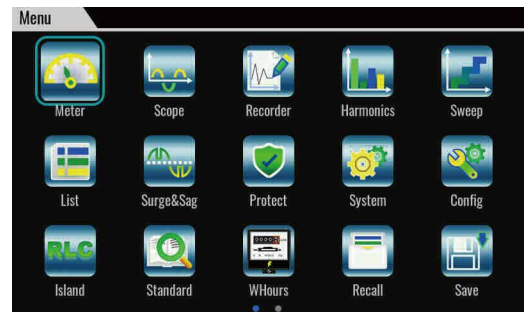 Menu
Meter Scope Recorder Harmonics Sweep
List Surge&Sag Protect System Config
RLC
Island Standard WHours Recall Save